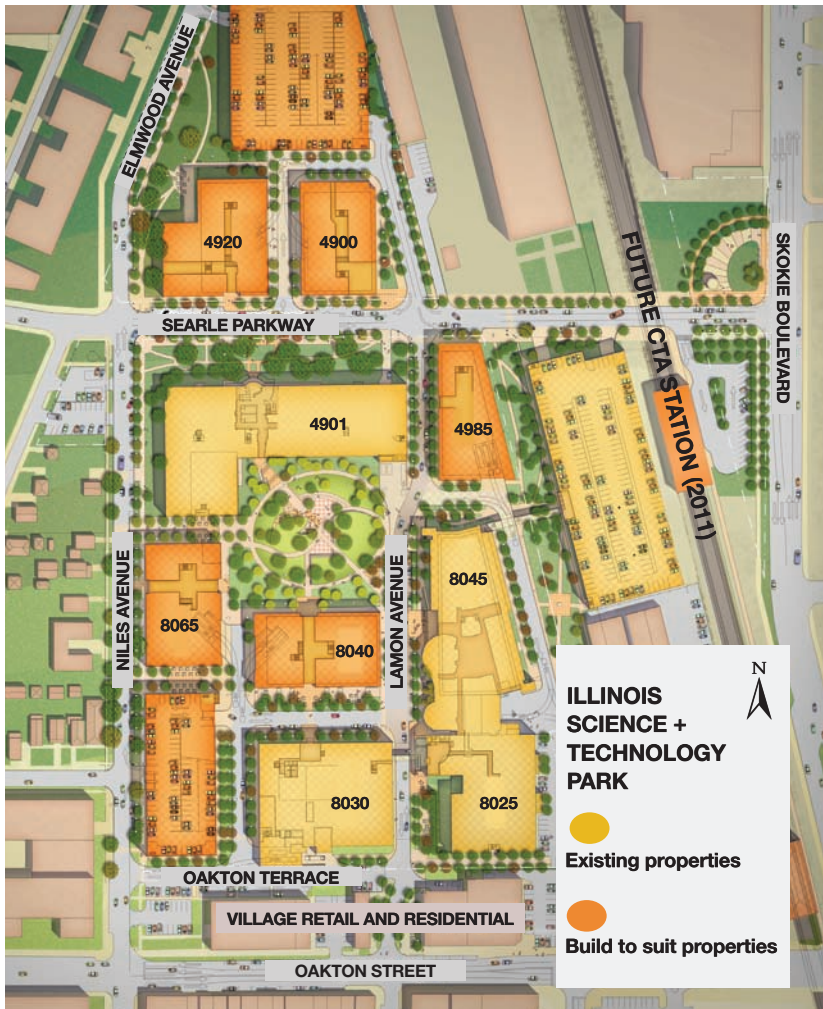 ELMWOOD AVENUE
4920
4900
SEARLE PARKWAY
FUTURE CTA STATION (2011)
SKOKIE BOULEVARD
4901
4985
NILES AVENUE
LAMON AVENUE
8045
8065
8040
8030
8025
OAKTON TERRACE
VILLAGE RETAIL AND RESIDENTIAL
OAKTON STREET
N
ILLINOIS
SCIENCE +
TECHNOLOGY
PARK
Existing properties
Build to suit properties